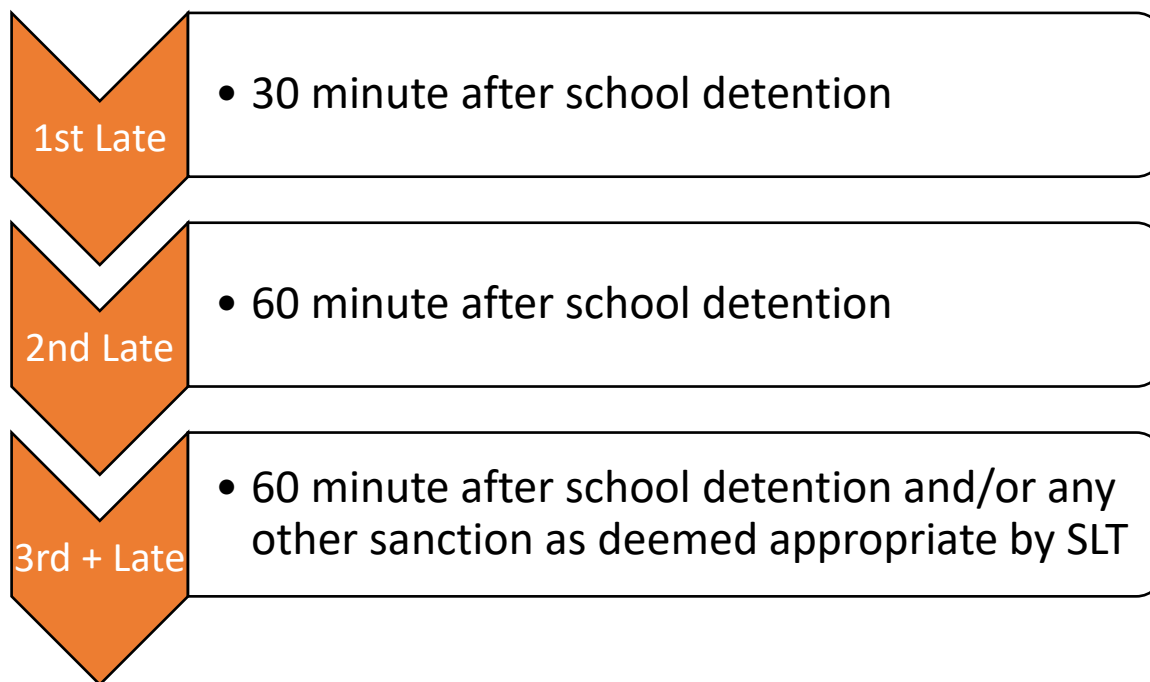 1st Late
• 30 minute after school detention
2nd Late
• 60 minute after school detention
3rd + Late
• 60 minute after school detention and/or any
other sanction as deemed appropriate by SLT